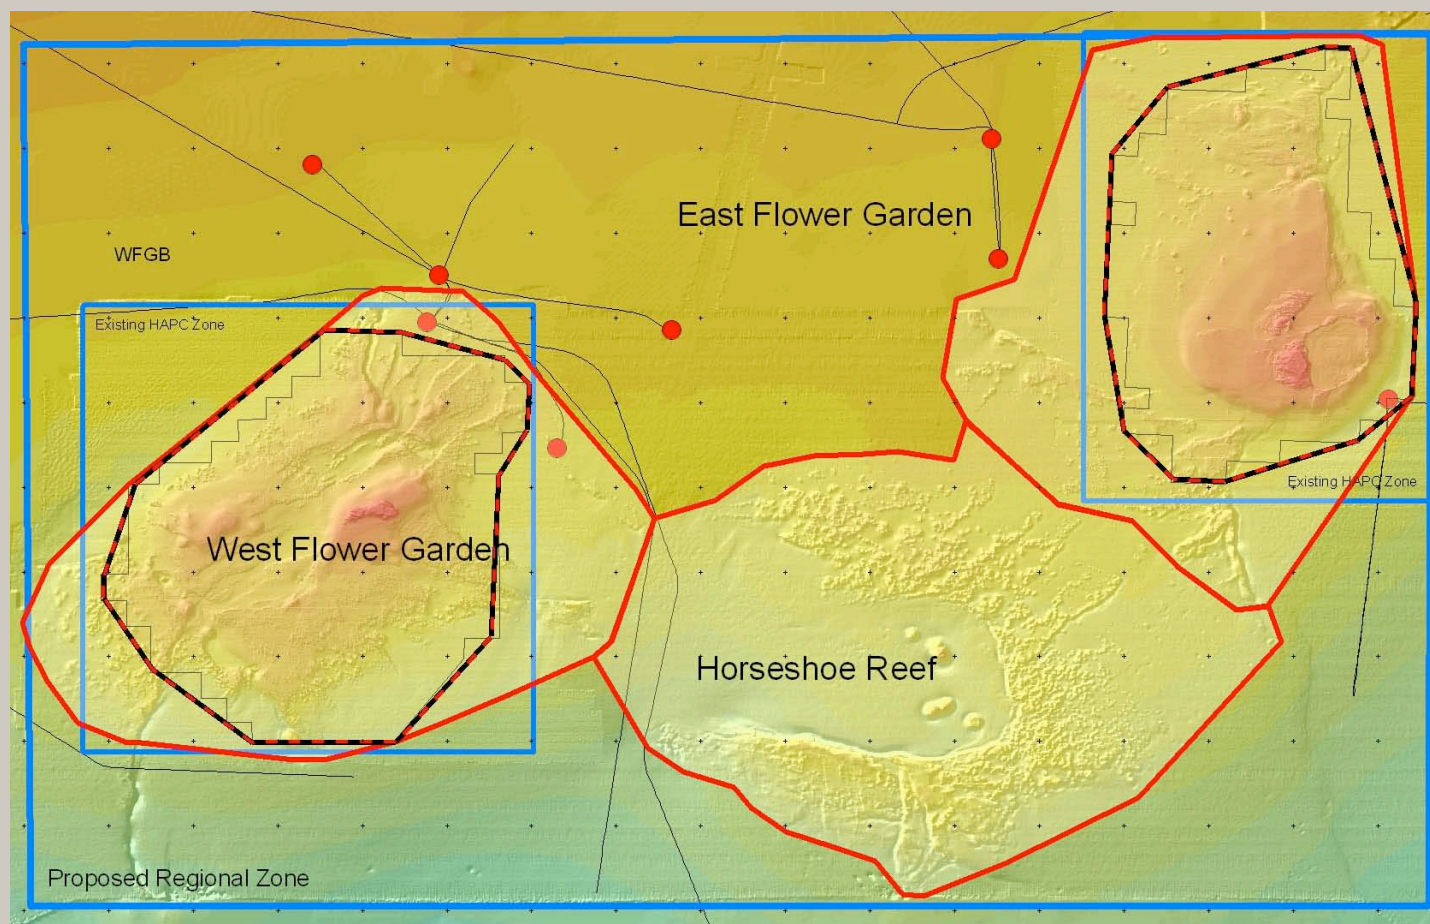 East Flower Garden
WFGB
Existing HAPC Zone
Existing HAPC Zone
West Flower Garden
Horseshoe Reef
Proposed Regional Zone